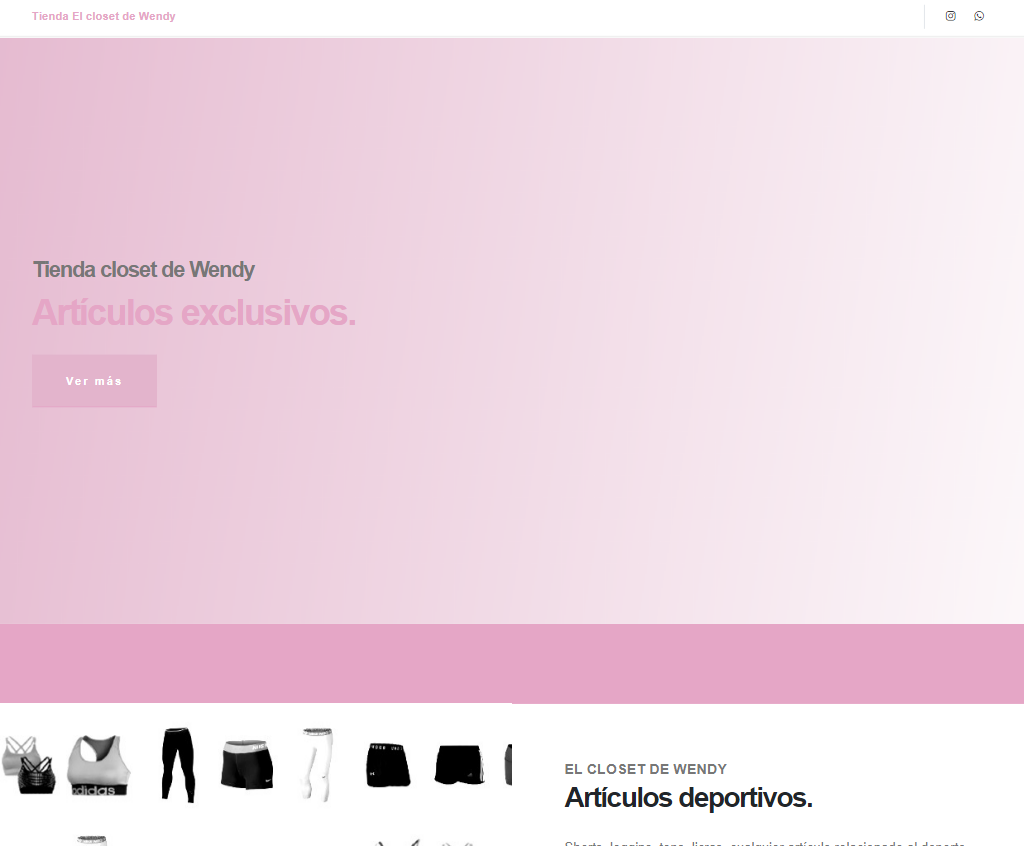 Tienda El closet de Wendy
Tienda closet de Wendy
Artículos exclusivos.
Ver más
adidas
EL CLOSET DE WENDY
Artículos deportivos.